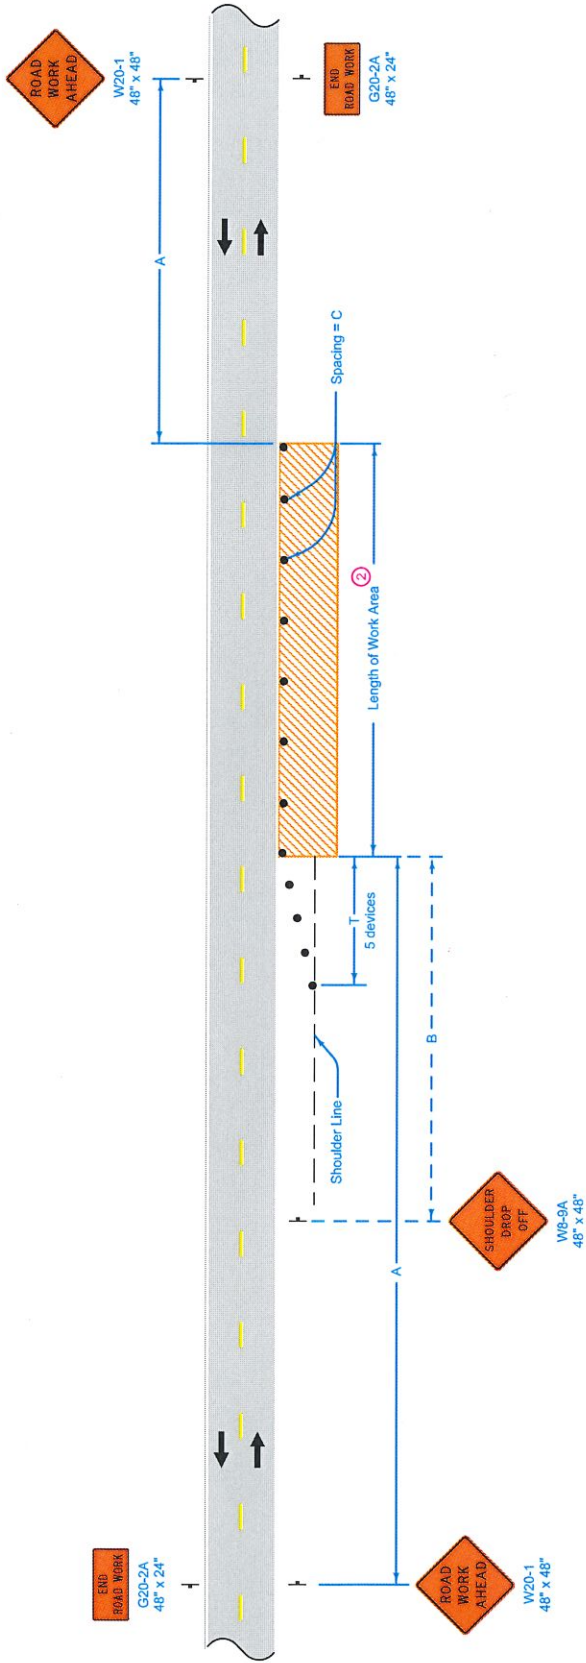 END
ROAD WORK
G20-2A
48" x 24"
ROAD
WORK
AHEAD
W20-1
48" x 48"
A
Spacing = C
Length of Work Area
2
T
5 devices
Shoulder Line
B
A
SHOULDER
DROP
OFF
W8-9A
48" x 48"
ROAD
WORK
AHEAD
W20-1
48" x 48"
END
ROAD WORK
G20-2A
48" x 24"